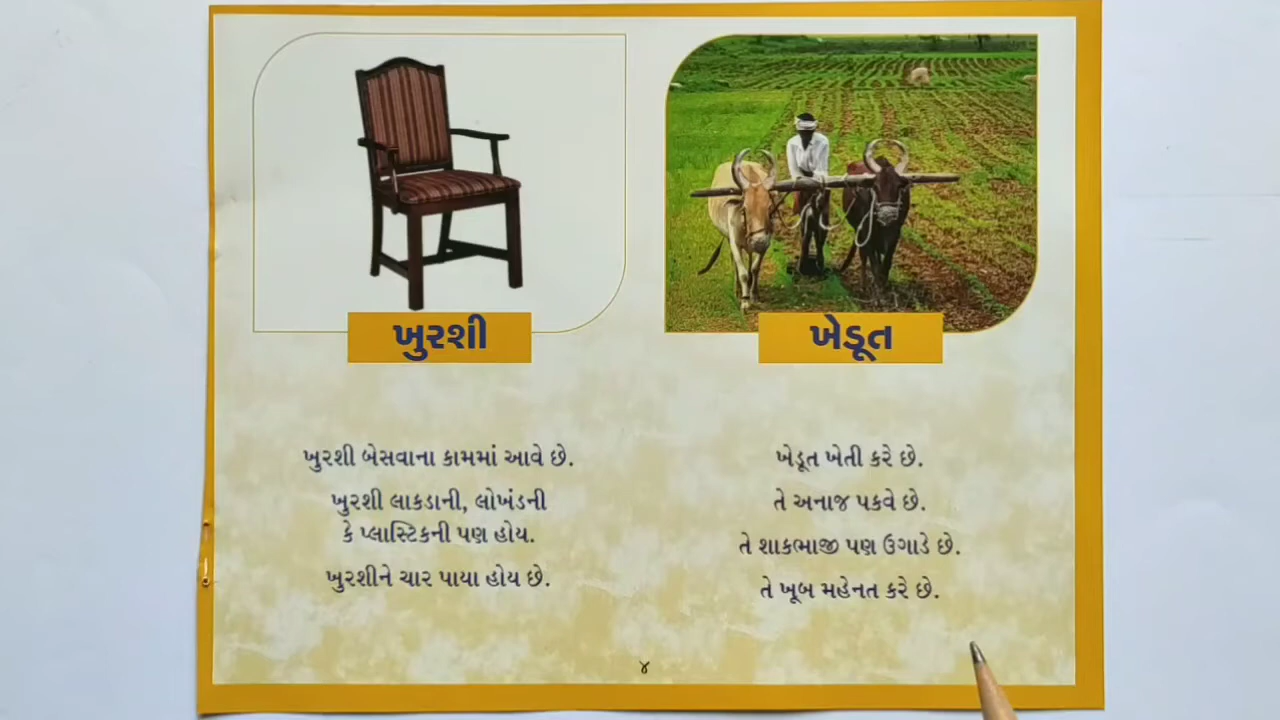 ખુરશી
ખુરશી બેસવાના કામમાં આવે છે.
ખુરશી લાકડાની, લોખંડની
કે પ્લાસ્ટિકની પણ હોય.
ખુરશીને ચાર પાયા હોય છે.
ખેડૂત
ખેડૂત ખેતી કરે છે.
તે અનાજ પકવે છે.
તે શાકભાજી પણ ઉગાડે છે.
તે ખૂબ મહેનત કરે છે.
૪